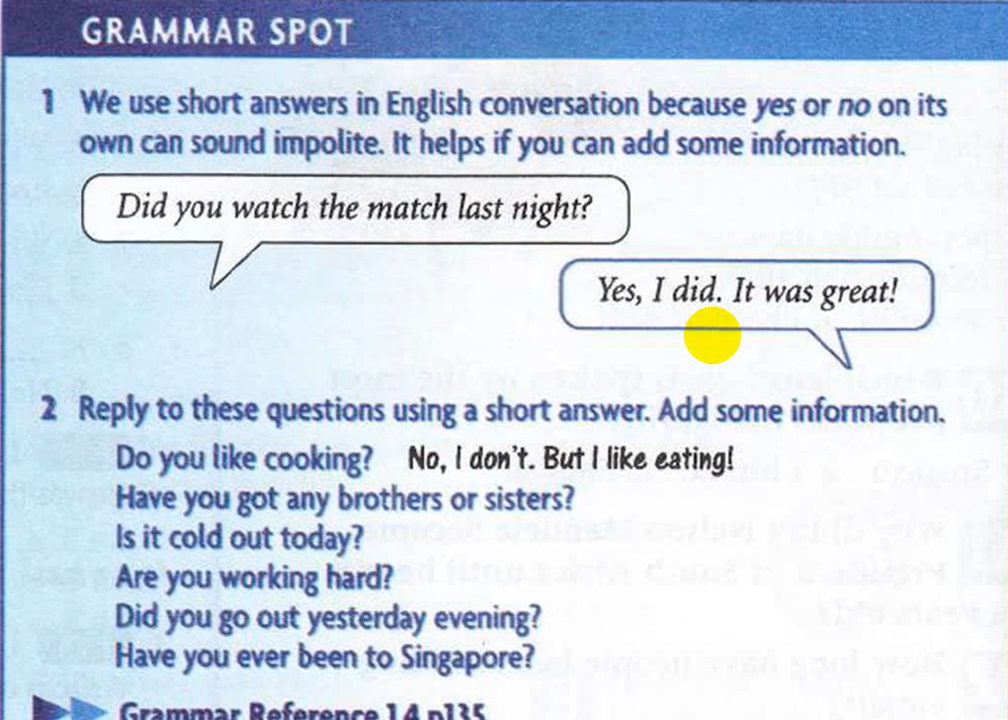 GRAMMAR SPOT
1 We use short answers in English conversation because yes or no on its
own can sound impolite. It helps if you can add some information.
Did you watch the match last night?
Yes, I did. It was great!
2 Reply to these questions using a short answer. Add some information.
Do you like cooking? No, I don't. But I like eating!
Have you got any brothers or sisters?
Is it cold out today?
Are you working hard?
Did you go out yesterday evening?
Have you ever been to Singapore?
Grammar Reference 1.4 p135